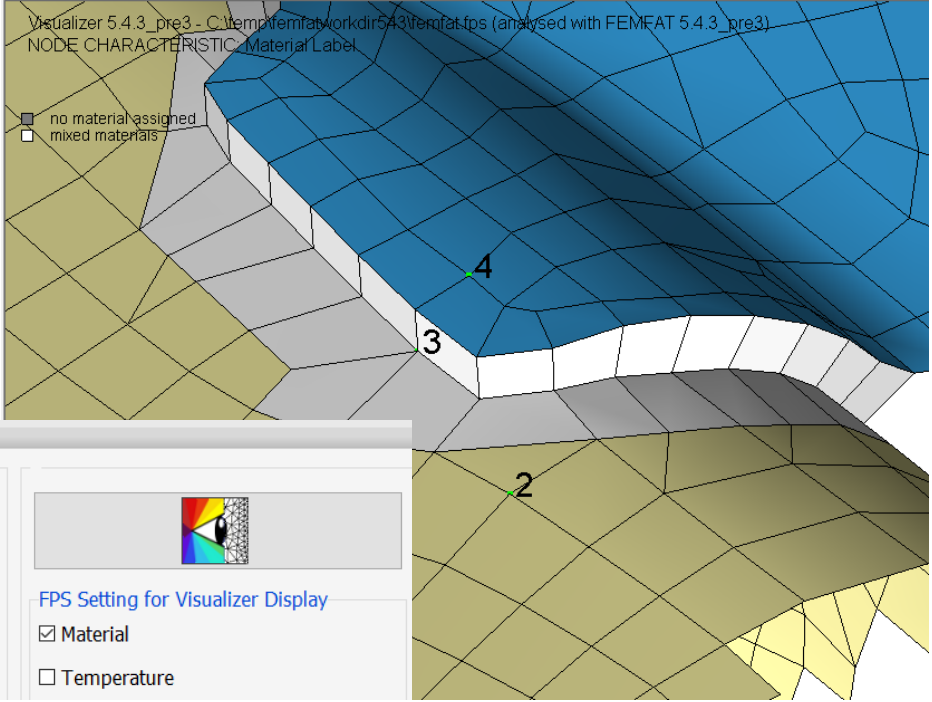 Visualizer 5.4.3_pre3 - C:\temp\femfatworkdir543\femfat.fps (analysed with FEMFAT 5.4.3_pre3)
NODE CHARACTERISTIC: Material Label
no material assigned
mixed materials
4
3
2
FPS Setting for Visualizer Display
Material
Temperature